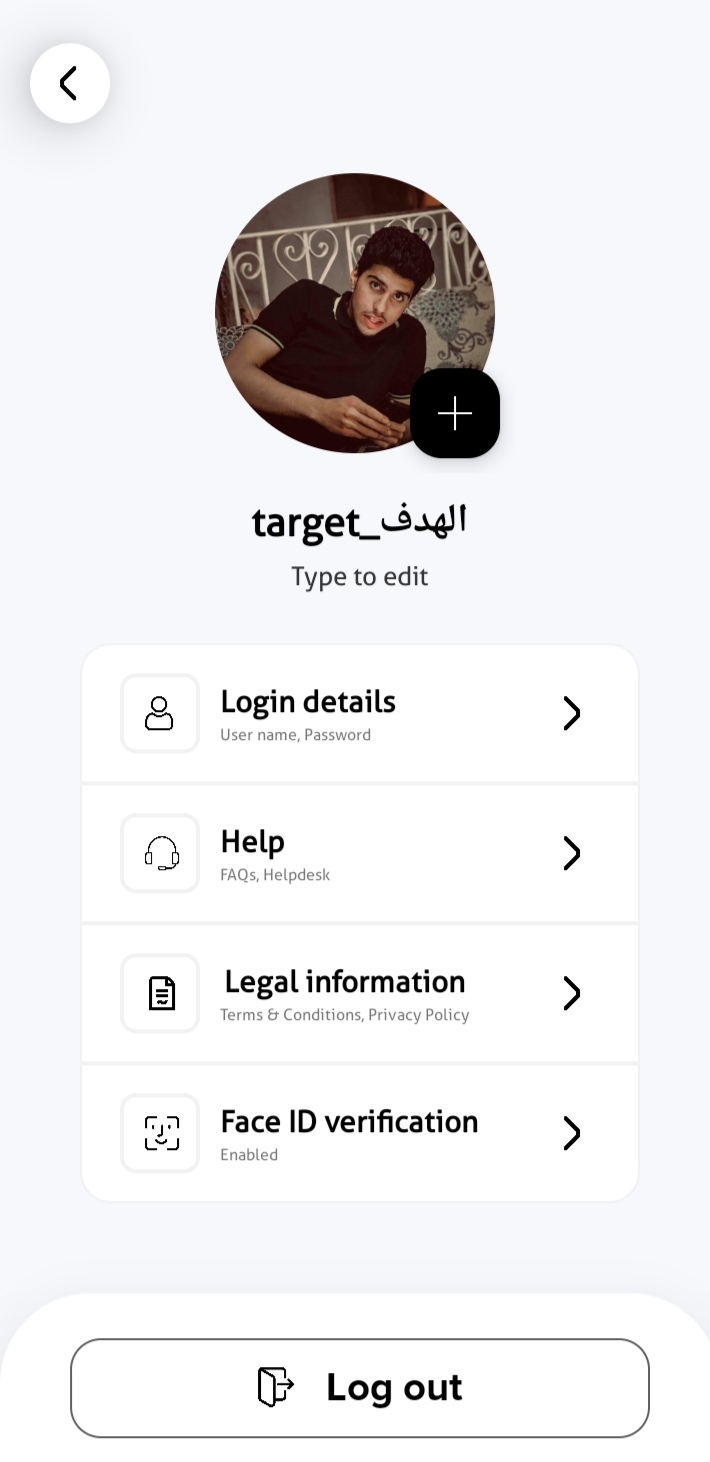 target_الهدف
Type to edit
Login details
User name, Password
Help
FAQs, Helpdesk
Legal information
Terms & Conditions, Privacy Policy
Face ID verification
Enabled
Log out